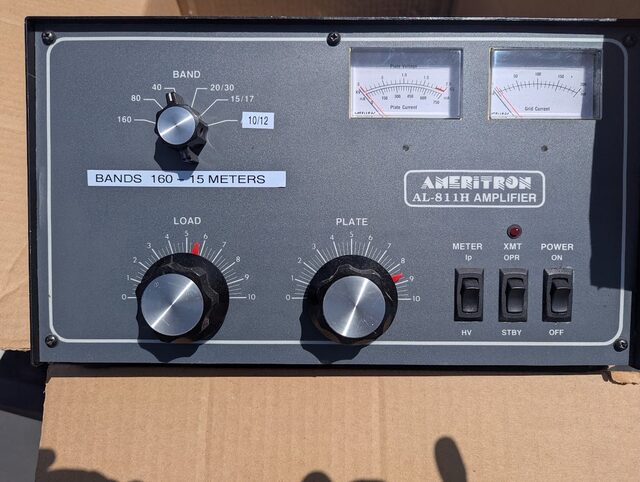 BAND
40
20/30
80
15/17
160
10/12
BANDS 160 - 15 METERS
Plate Voltage
Plate Current
Grid Current
AMERITRON
AL-811H AMPLIFIER
LOAD
0 1 2 3 4 5 6 7 8 9 10
PLATE
0 1 2 3 4 5 6 7 8 9 10
METER
Ip
HV
XMT
OPR
STBY
POWER
ON
OFF